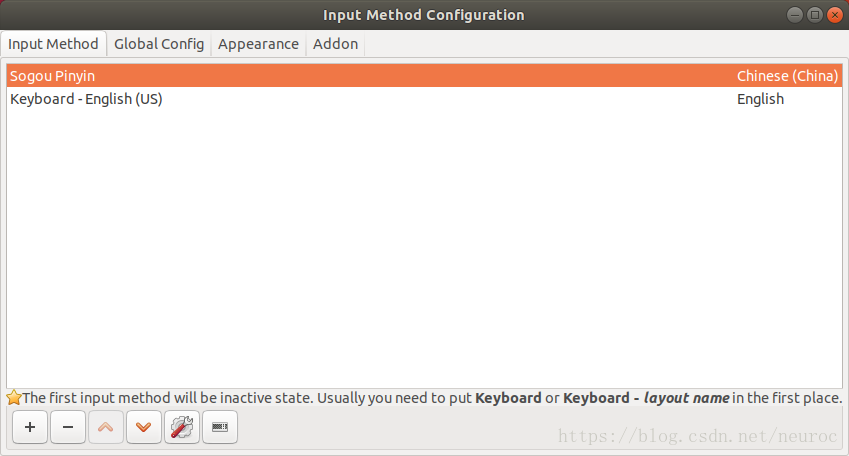 Input Method Configuration
Input Method Global Config Appearance Addon
Sogou Pinyin Chinese (China)
Keyboard - English (US) English
The first input method will be inactive state. Usually you need to put Keyboard or Keyboard - layout name in the first place.
https://blog.csdn.net/neuroc